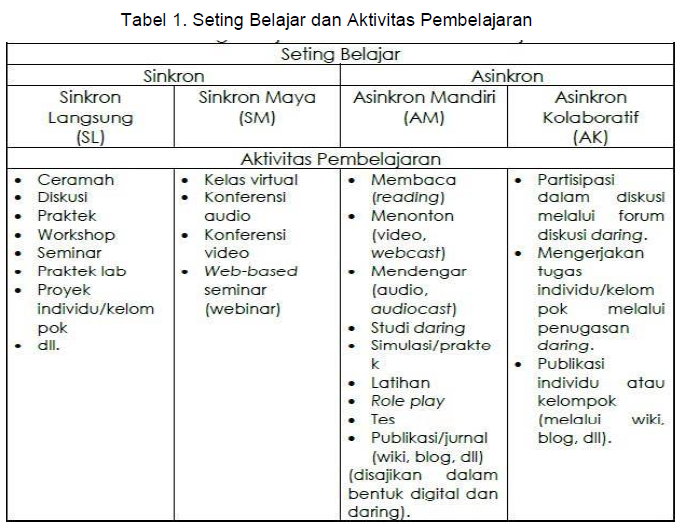 Tabel 1. Seting Belajar dan Aktivitas Pembelajaran
Seting Belajar
Sinkron
Asinkron
Sinkron
Langsung
(SL)
Sinkron Maya
(SM)
Asinkron Mandiri
(AM)
Asinkron
Kolaboratif
(AK)
Aktivitas Pembelajaran
• Ceramah
• Diskusi
• Praktek
• Workshop
• Seminar
• Praktek lab
• Proyek
individu/kelom
pok
• dll.
• Kelas virtual
• Konferensi
audio
• Konferensi
video
• Web-based
seminar
(webinar)
• Membaca
(reading)
• Menonton
(video,
webcast)
• Mendengar
(audio,
audiocast)
• Studi daring
• Simulasi/prakte
k
• Latihan
• Role play
• Tes
• Publikasi/jurnal
(wiki, blog, dll)
(disajikan dalam
bentuk digital dan
daring).
• Partisipasi
dalam diskusi
melalui forum
diskusi daring.
• Mengerjakan
tugas
individu/kelom
pok melalui
penugasan
daring.
• Publikasi
individu atau
kelompok
(melalui wiki,
blog, dll).